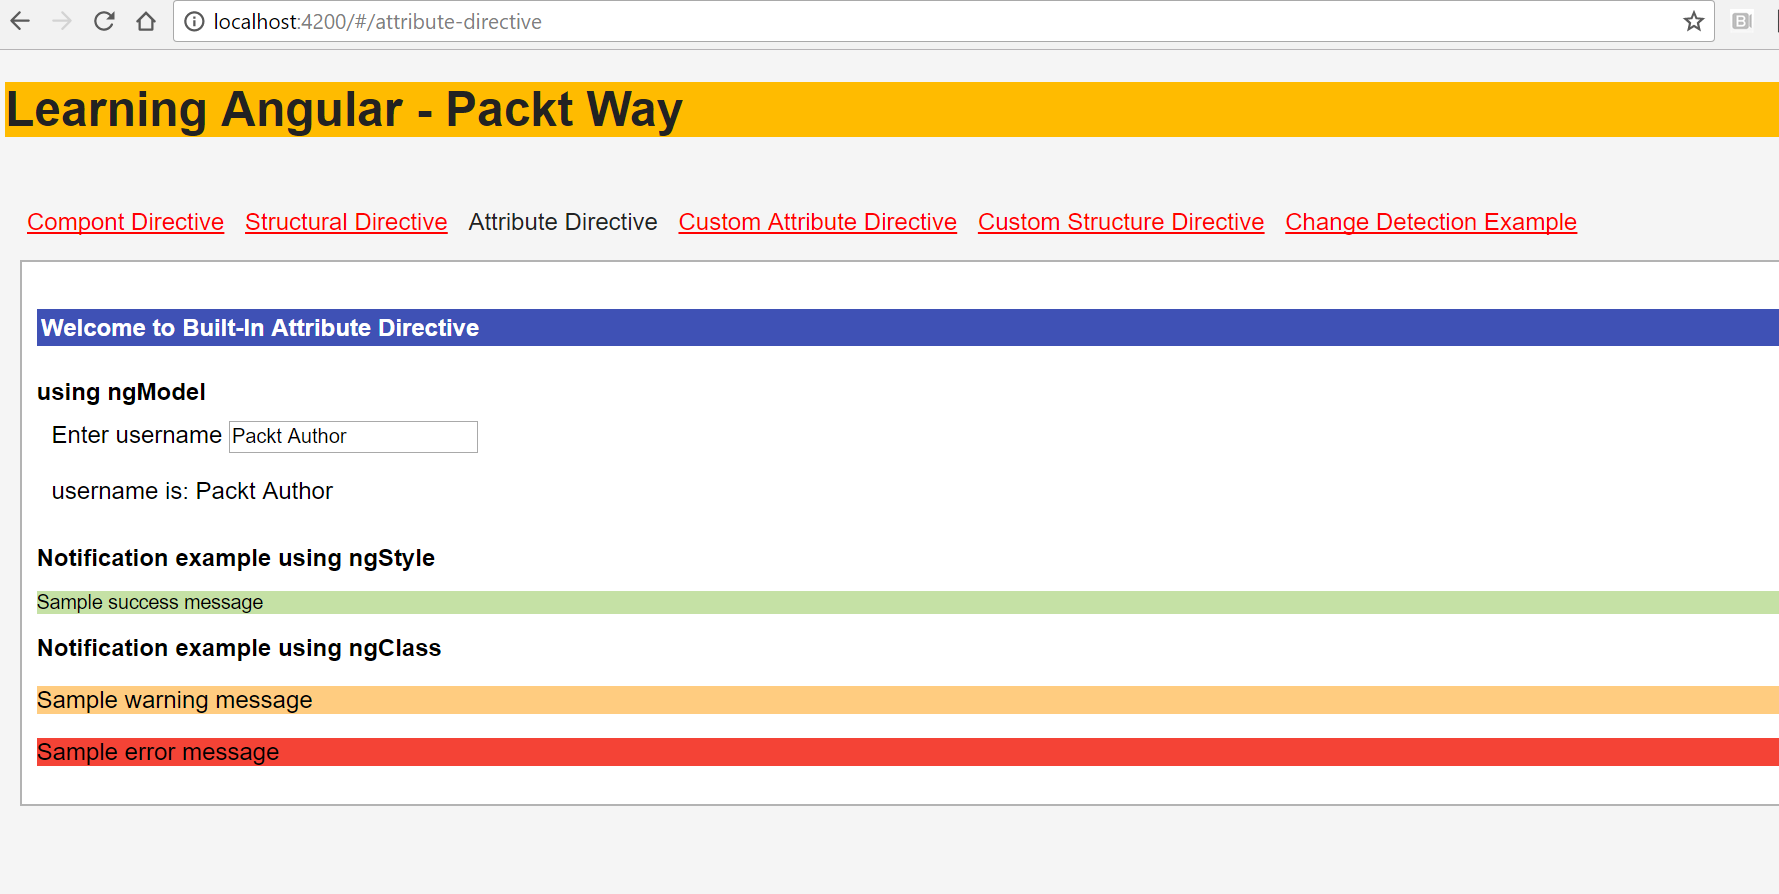 localhost:4200/#/attribute-directive
B
Learning Angular - Packt Way
Compont Directive Structural Directive Attribute Directive Custom Attribute Directive Custom Structure Directive Change Detection Example
Welcome to Built-In Attribute Directive
using ngModel
Enter username Packt Author
username is: Packt Author
Notification example using ngStyle
Sample success message
Notification example using ngClass
Sample warning message
Sample error message